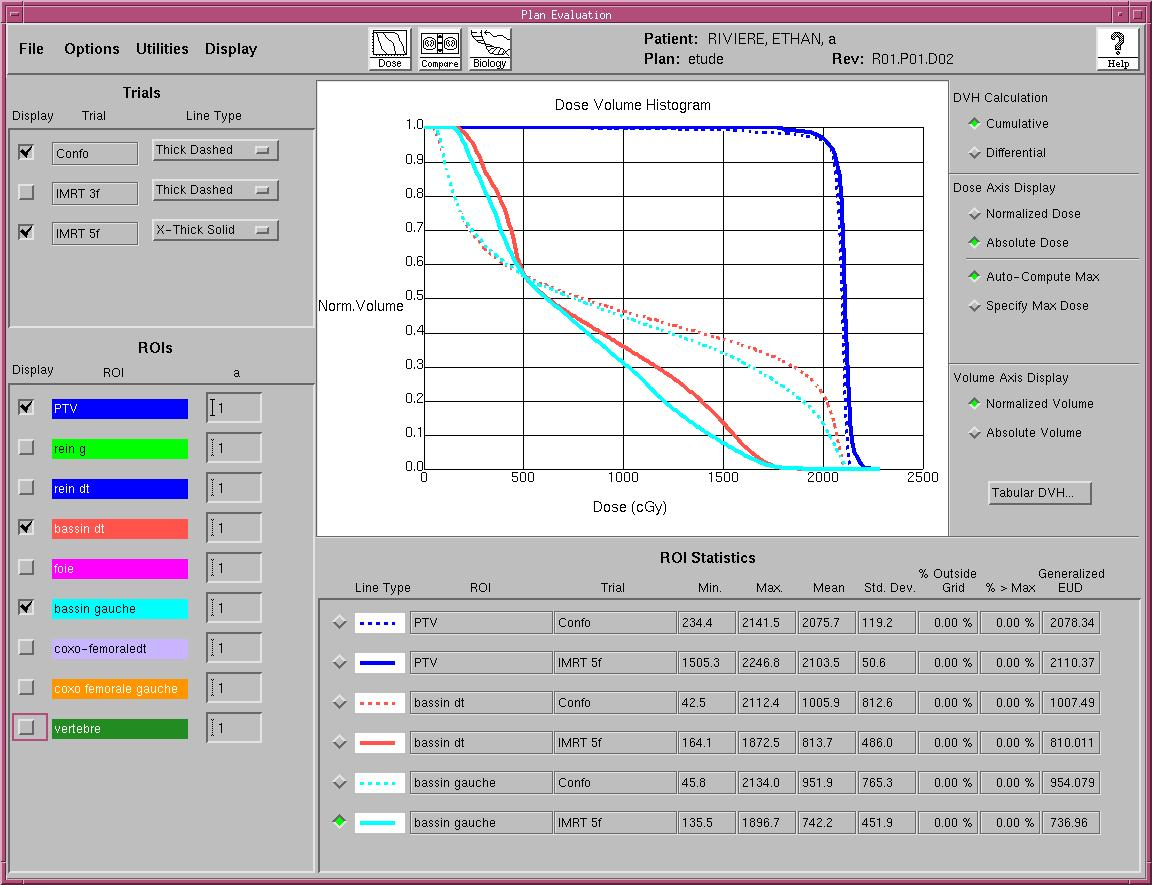 Plan Evaluation
File Options Utilities Display
Dose Compare Biology
Patient: RIVIERE, ETHAN, a
Plan: etude Rev: R01.P01.D02
Help
Trials
Display Trial Line Type
Confo Thick Dashed
IMRT 3f Thick Dashed
IMRT 5f X-Thick Solid
ROIs
Display ROI a
PTV 1
rein g 1
rein dt 1
bassin dt 1
foie 1
bassin gauche 1
coxo-femoraledt 1
coxo femorale gauche 1
vertebre 1
Dose Volume Histogram
1.0
0.9
0.8
0.7
0.6
0.5
Norm.Volume
0.4
0.3
0.2
0.1
0.0
0 500 1000 1500 2000 2500
Dose (cGy)
DVH Calculation
Cumulative
Differential
Dose Axis Display
Normalized Dose
Absolute Dose
Auto-Compute Max
Specify Max Dose
Volume Axis Display
Normalized Volume
Absolute Volume
Tabular DVH...
ROI Statistics
Line Type ROI Trial Min. Max. Mean Std. Dev. % Outside Grid % > Max Generalized EUD
PTV Confo 234.4 2141.5 2075.7 119.2 0.00 % 0.00 % 2078.34
PTV IMRT 5f 1505.3 2246.8 2103.5 50.6 0.00 % 0.00 % 2110.37
bassin dt Confo 42.5 2112.4 1005.9 812.6 0.00 % 0.00 % 1007.49
bassin dt IMRT 5f 164.1 1872.5 813.7 486.0 0.00 % 0.00 % 810.011
bassin gauche Confo 45.8 2134.0 951.9 765.3 0.00 % 0.00 % 954.079
bassin gauche IMRT 5f 135.5 1896.7 742.2 451.9 0.00 % 0.00 % 736.96